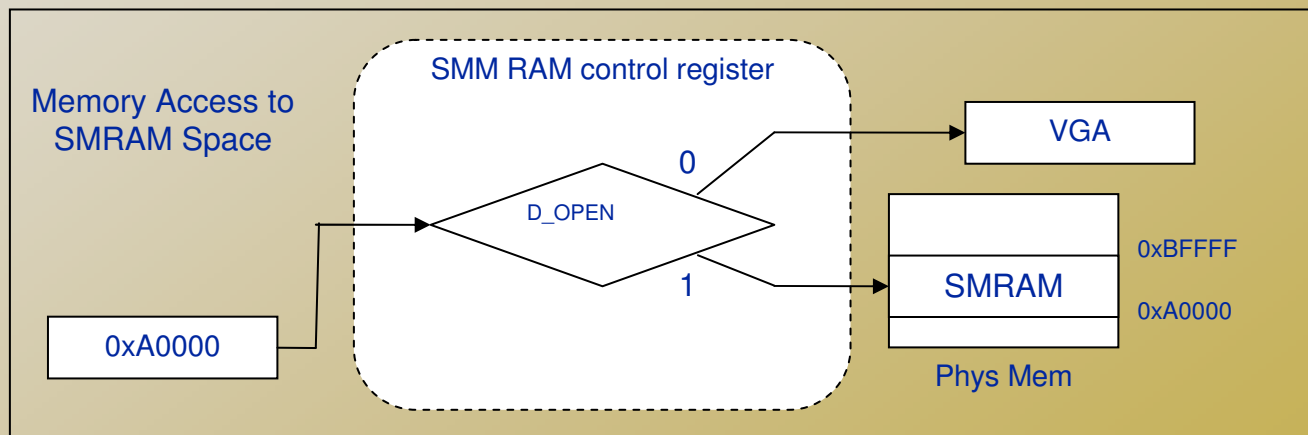 SMM RAM control register
Memory Access to
SMRAM Space
VGA
0
D_OPEN
1
0xBFFFF
SMRAM
0xA0000
0xA0000
Phys Mem